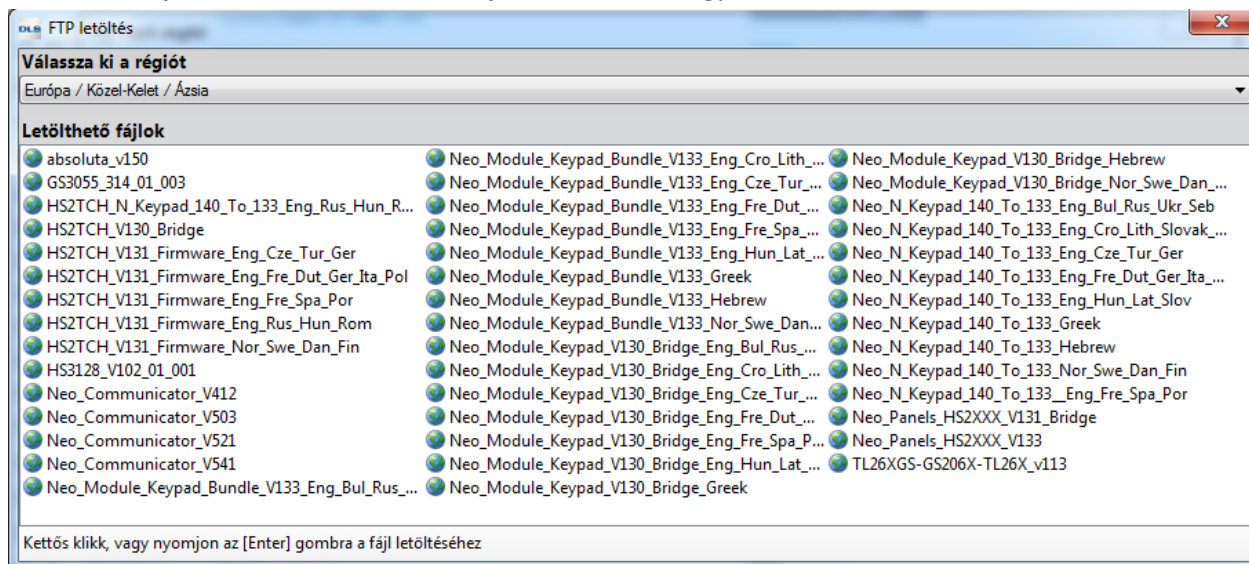 DLS FTP letöltés
Válassza ki a régiót
Európa / Közel-Kelet / Ázsia
Letölthető fájlok
absoluta_v150
GS3055_314_01_003
HS2TCH_N_Keypad_140_To_133_Eng_Rus_Hun_R...
HS2TCH_V130_Bridge
HS2TCH_V131_Firmware_Eng_Cze_Tur_Ger
HS2TCH_V131_Firmware_Eng_Fre_Dut_Ger_Ita_Pol
HS2TCH_V131_Firmware_Eng_Fre_Spa_Por
HS2TCH_V131_Firmware_Eng_Rus_Hun_Rom
HS2TCH_V131_Firmware_Nor_Swe_Dan_Fin
HS3128_V102_01_001
Neo_Communicator_V412
Neo_Communicator_V503
Neo_Communicator_V521
Neo_Communicator_V541
Neo_Module_Keypad_Bundle_V133_Eng_Bul_Rus_...
Neo_Module_Keypad_Bundle_V133_Eng_Cro_Lith_...
Neo_Module_Keypad_Bundle_V133_Eng_Cze_Tur_...
Neo_Module_Keypad_Bundle_V133_Eng_Fre_Dut_...
Neo_Module_Keypad_Bundle_V133_Eng_Fre_Spa_...
Neo_Module_Keypad_Bundle_V133_Eng_Hun_Lat_...
Neo_Module_Keypad_Bundle_V133_Greek
Neo_Module_Keypad_Bundle_V133_Hebrew
Neo_Module_Keypad_Bundle_V133_Nor_Swe_Dan...
Neo_Module_Keypad_V130_Bridge_Eng_Bul_Rus_...
Neo_Module_Keypad_V130_Bridge_Eng_Cro_Lith_...
Neo_Module_Keypad_V130_Bridge_Eng_Cze_Tur_...
Neo_Module_Keypad_V130_Bridge_Eng_Fre_Dut_...
Neo_Module_Keypad_V130_Bridge_Eng_Fre_Spa_P...
Neo_Module_Keypad_V130_Bridge_Eng_Hun_Lat_...
Neo_Module_Keypad_V130_Bridge_Greek
Neo_Module_Keypad_V130_Bridge_Hebrew
Neo_Module_Keypad_V130_Bridge_Nor_Swe_Dan_...
Neo_N_Keypad_140_To_133_Eng_Bul_Rus_Ukr_Seb
Neo_N_Keypad_140_To_133_Eng_Cro_Lith_Slovak_...
Neo_N_Keypad_140_To_133_Eng_Cze_Tur_Ger
Neo_N_Keypad_140_To_133_Eng_Fre_Dut_Ger_Ita_...
Neo_N_Keypad_140_To_133_Eng_Hun_Lat_Slov
Neo_N_Keypad_140_To_133_Greek
Neo_N_Keypad_140_To_133_Hebrew
Neo_N_Keypad_140_To_133_Nor_Swe_Dan_Fin
Neo_N_Keypad_140_To_133__Eng_Fre_Spa_Por
Neo_Panels_HS2XXX_V131_Bridge
Neo_Panels_HS2XXX_V133
TL26XGS-GS206X-TL26X_v113
Kettős klikk, vagy nyomjon az [Enter] gombra a fájl letöltéséhez